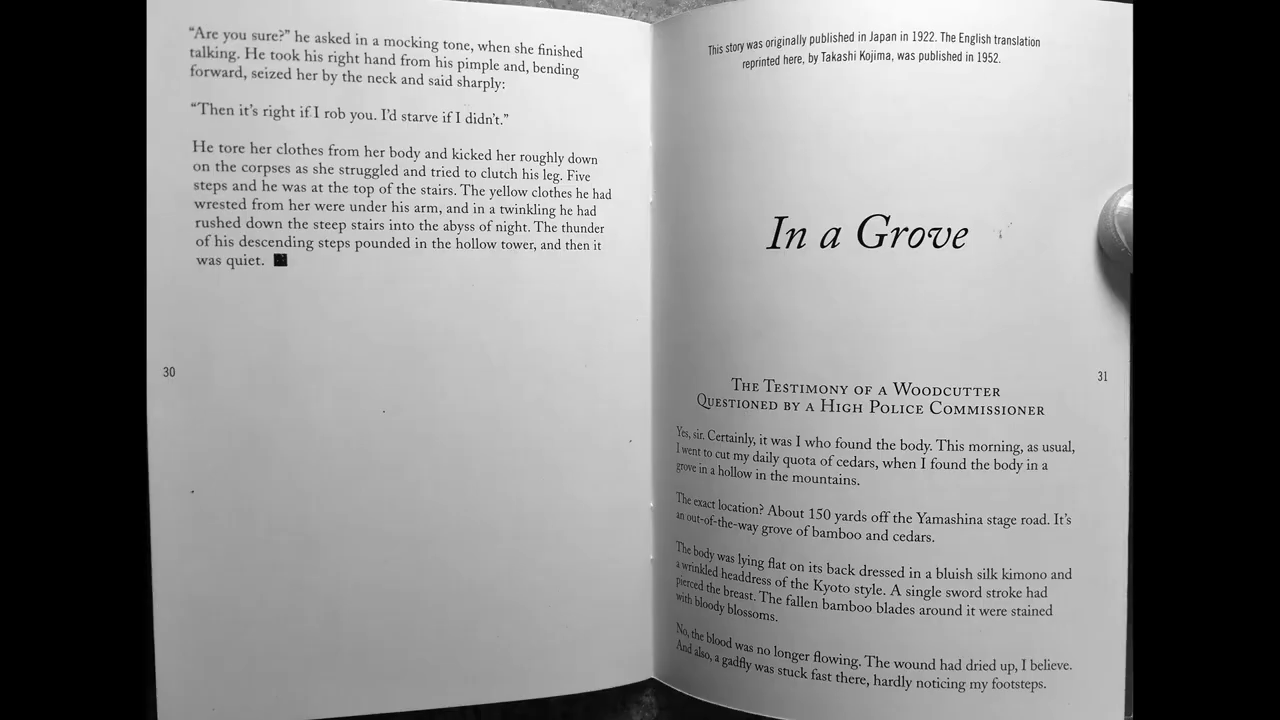 “Are you sure?” he asked in a mocking tone, when she finished
talking. He took his right hand from his pimple and, bending
forward, seized her by the neck and said sharply:
“Then it’s right if I rob you. I’d starve if I didn’t.”
He tore her clothes from her body and kicked her roughly down
on the corpses as she struggled and tried to clutch his leg. Five
steps and he was at the top of the stairs. The yellow clothes he had
wrested from her were under his arm, and in a twinkling he had
rushed down the steep stairs into the abyss of night. The thunder
of his descending steps pounded in the hollow tower, and then it
was quiet.
30
This story was originally published in Japan in 1922. The English translation
reprinted here, by Takashi Kojima, was published in 1952.
In a Grove
31
The Testimony of a Woodcutter
Questioned by a High Police Commissioner
Yes, sir. Certainly, it was I who found the body. This morning, as usual,
I went to cut my daily quota of cedars, when I found the body in a
grove in a hollow in the mountains.
The exact location? About 150 yards off the Yamashina stage road. It’s
an out-of-the-way grove of bamboo and cedars.
The body was lying flat on its back dressed in a bluish silk kimono and
a wrinkled headdress of the Kyoto style. A single sword stroke had
pierced the breast. The fallen bamboo blades around it were stained
with bloody blossoms.
No, the blood was no longer flowing. The wound had dried up, I believe.
And also, a gadfly was stuck fast there, hardly noticing my footsteps.